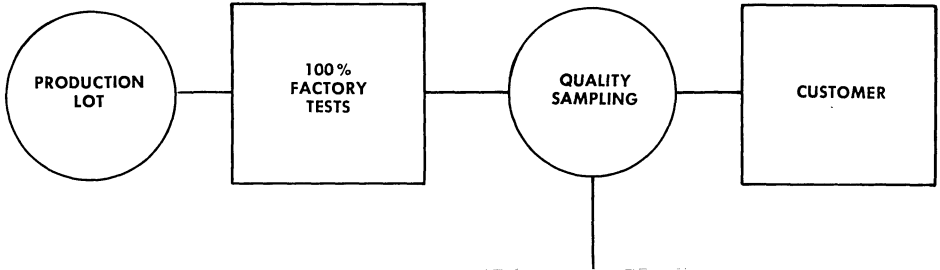 PRODUCTION
LOT
100%
FACTORY
TESTS
QUALITY
SAMPLING
CUSTOMER